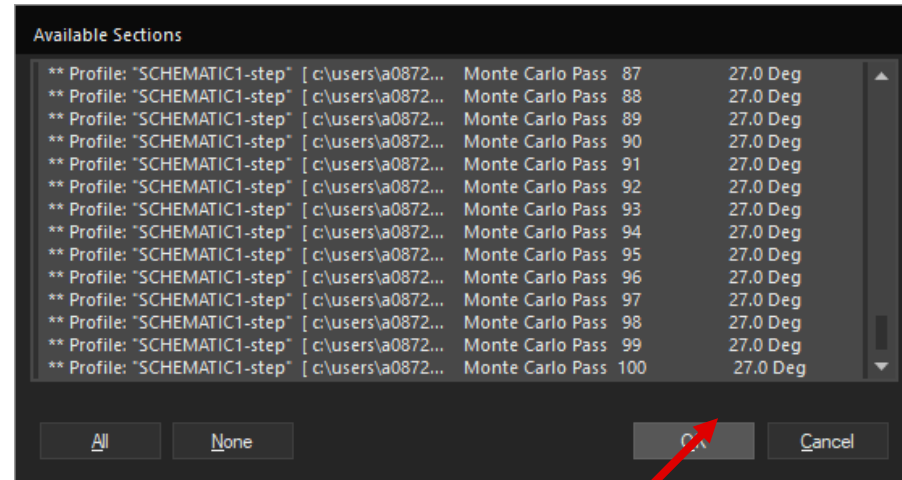 Available Sections
** Profile: "SCHEMATIC1-step" [ c:\users\a0872... Monte Carlo Pass 87 27.0 Deg
** Profile: "SCHEMATIC1-step" [ c:\users\a0872... Monte Carlo Pass 88 27.0 Deg
** Profile: "SCHEMATIC1-step" [ c:\users\a0872... Monte Carlo Pass 89 27.0 Deg
** Profile: "SCHEMATIC1-step" [ c:\users\a0872... Monte Carlo Pass 90 27.0 Deg
** Profile: "SCHEMATIC1-step" [ c:\users\a0872... Monte Carlo Pass 91 27.0 Deg
** Profile: "SCHEMATIC1-step" [ c:\users\a0872... Monte Carlo Pass 92 27.0 Deg
** Profile: "SCHEMATIC1-step" [ c:\users\a0872... Monte Carlo Pass 93 27.0 Deg
** Profile: "SCHEMATIC1-step" [ c:\users\a0872... Monte Carlo Pass 94 27.0 Deg
** Profile: "SCHEMATIC1-step" [ c:\users\a0872... Monte Carlo Pass 95 27.0 Deg
** Profile: "SCHEMATIC1-step" [ c:\users\a0872... Monte Carlo Pass 96 27.0 Deg
** Profile: "SCHEMATIC1-step" [ c:\users\a0872... Monte Carlo Pass 97 27.0 Deg
** Profile: "SCHEMATIC1-step" [ c:\users\a0872... Monte Carlo Pass 98 27.0 Deg
** Profile: "SCHEMATIC1-step" [ c:\users\a0872... Monte Carlo Pass 99 27.0 Deg
** Profile: "SCHEMATIC1-step" [ c:\users\a0872... Monte Carlo Pass 100 27.0 Deg
All None OK Cancel